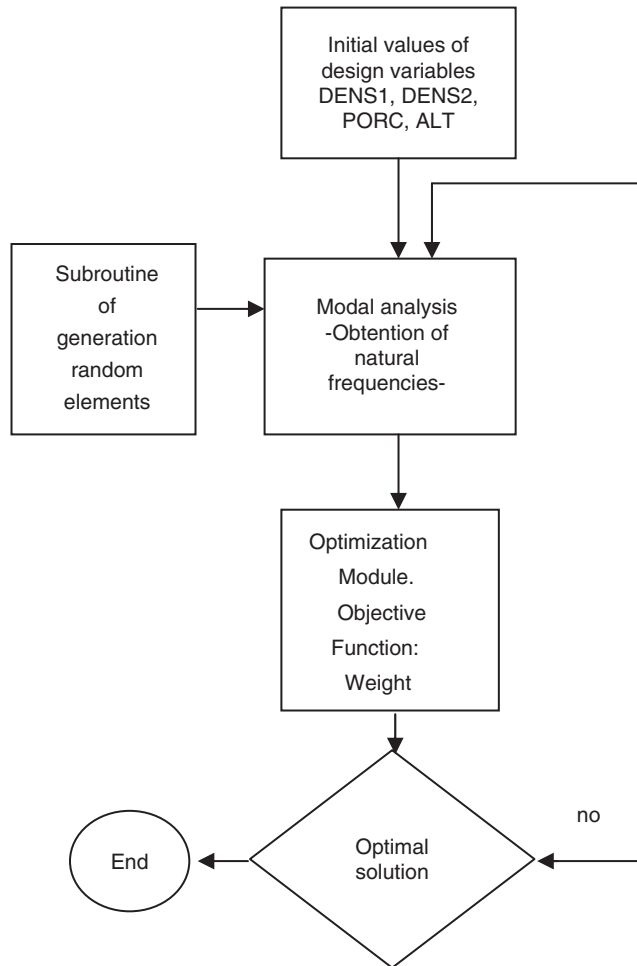 Initial values of
design variables
DENS1, DENS2,
PORC, ALT
Subroutine
of
generation
random
elements
Modal analysis
-Obtention of
natural
frequencies-
Optimization
Module.
Objective
Function:
Weight
no
End
Optimal
solution